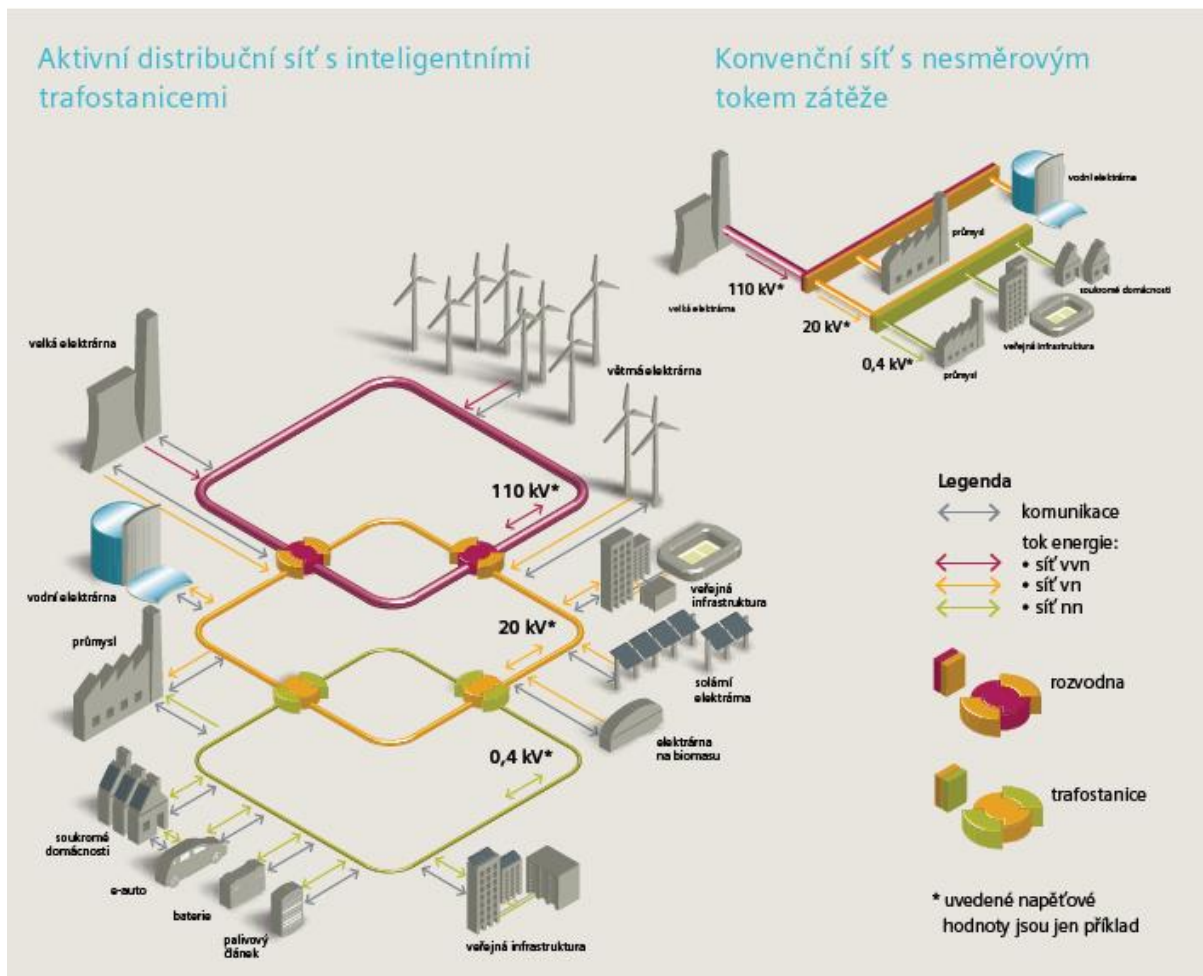 Aktivní distribuční síť s inteligentními
trafostanicemi
Konvenční síť s nesměrovým
tokem zátěže
velká elektrárna
110 kV*
20 kV*
0,4 kV*
průmysl
vodní elektrárna
průmysl
soukromé domácnosti
veřejná infrastruktura
velká elektrárna
větrná elektrárna
110 kV*
vodní elektrárna
veřejná
infrastruktura
průmysl
20 kV*
solární
elektrárna
elektrárna
na biomasu
0,4 kV*
soukromé
domácnosti
e-auto
baterie
palivový
článek
veřejná infrastruktura
Legenda
komunikace
tok energie:
• síť vvn
• síť vn
• síť nn
rozvodna
trafostanice
* uvedené napěťové
hodnoty jsou jen příklad